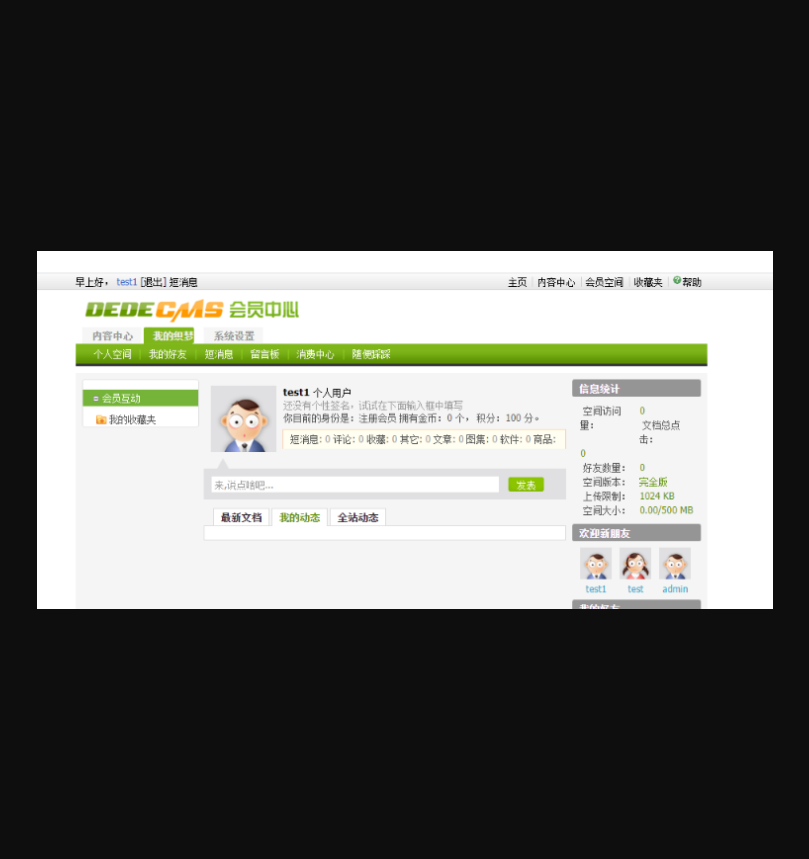 早上好， test1 [退出] 短消息
主页 内容中心 会员空间 收藏夹 帮助
DEDECMS 会员中心
内容中心 我的织梦 系统设置
个人空间 我的好友 短消息 留言板 消费中心 随便踩踩
会员互动
我的收藏夹
test1 个人用户
还没有个性签名，试试在下面输入框中填写
你目前的身份是：注册会员 拥有金币：0 个， 积分：100 分。
短消息: 0 评论: 0 收藏: 0 其它: 0 文章: 0 图集: 0 软件: 0 商品:
来,说点啥吧...
发表
最新文档 我的动态 全站动态
信息统计
空间访问 0
量： 文档总点
击：
0
好友数量： 0
空间版本： 完全版
上传限制： 1024 KB
空间大小： 0.00/500 MB
欢迎新朋友
test1 test admin
我的好友